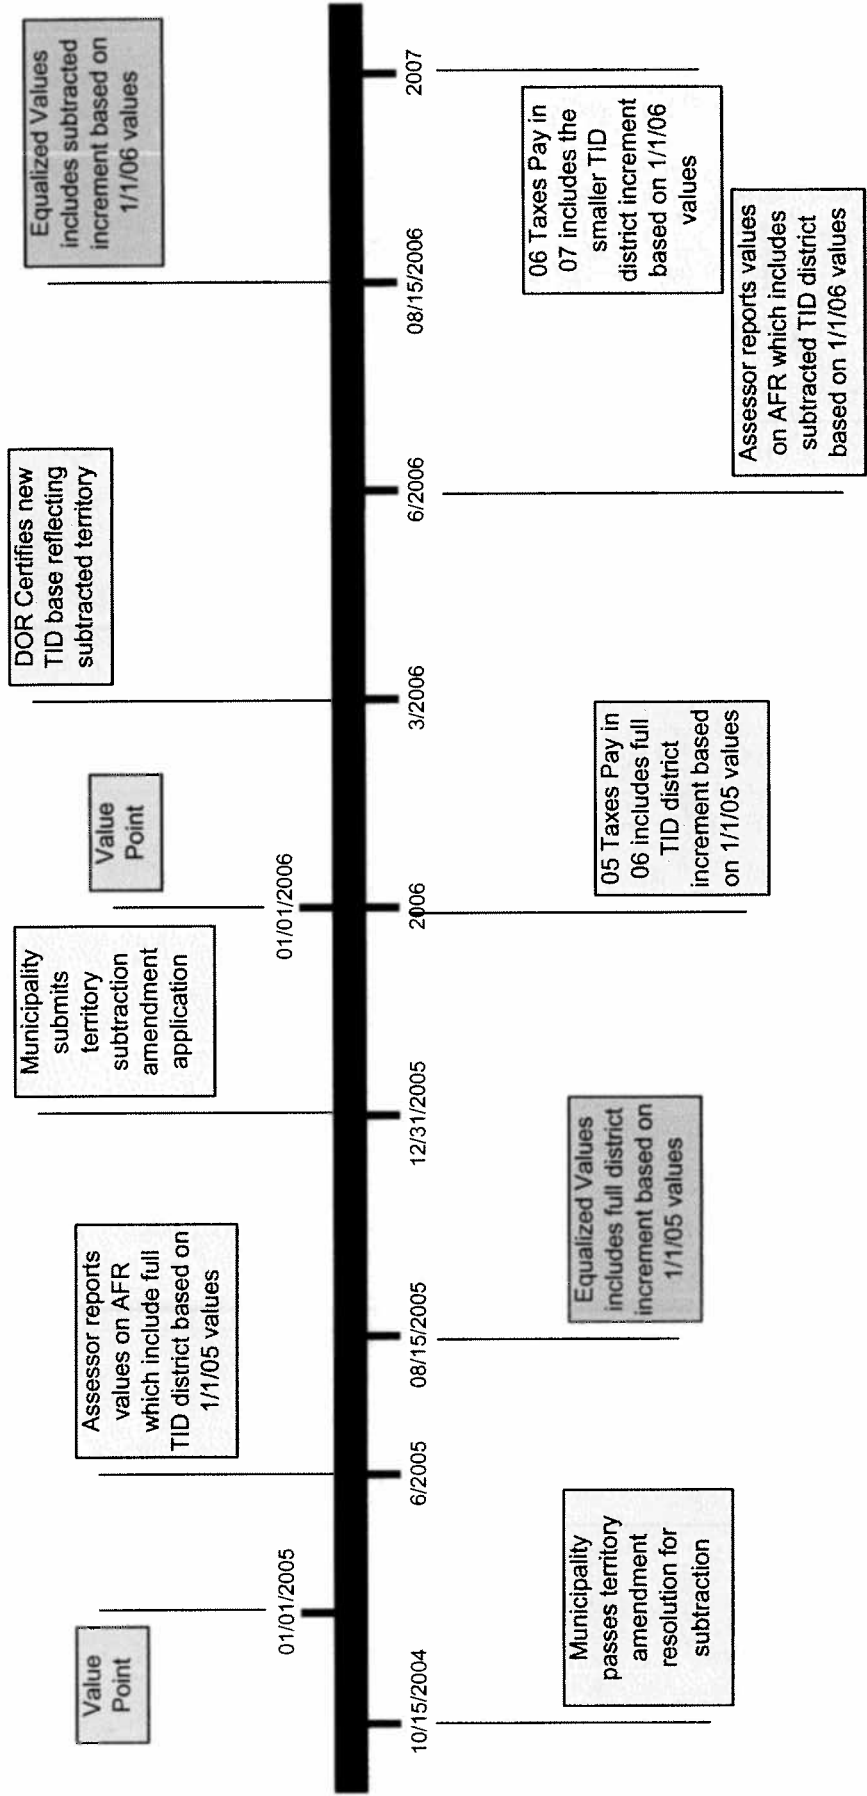 Value
Point
Assessor reports
values on AFR
which include full
TID district based on
1/1/05 values
Municipality
submits
territory
subtraction
amendment
application
Value
Point
DOR Certifies new
TID base reflecting
subtracted territory
Equalized Values
includes subtracted
increment based on
1/1/06 values
01/01/2005
01/01/2006
10/15/2004
6/2005
08/15/2005
12/31/2005
2006
3/2006
6/2006
08/15/2006
2007
Municipality
passes territory
amendment
resolution for
subtraction
Equalized Values
includes full district
increment based on
1/1/05 values
05 Taxes Pay in
06 includes full
TID district
increment based
on 1/1/05 values
Assessor reports values
on AFR which includes
subtracted TID district
based on 1/1/06 values
06 Taxes Pay in
07 includes the
smaller TID
district increment
based on 1/1/06
values